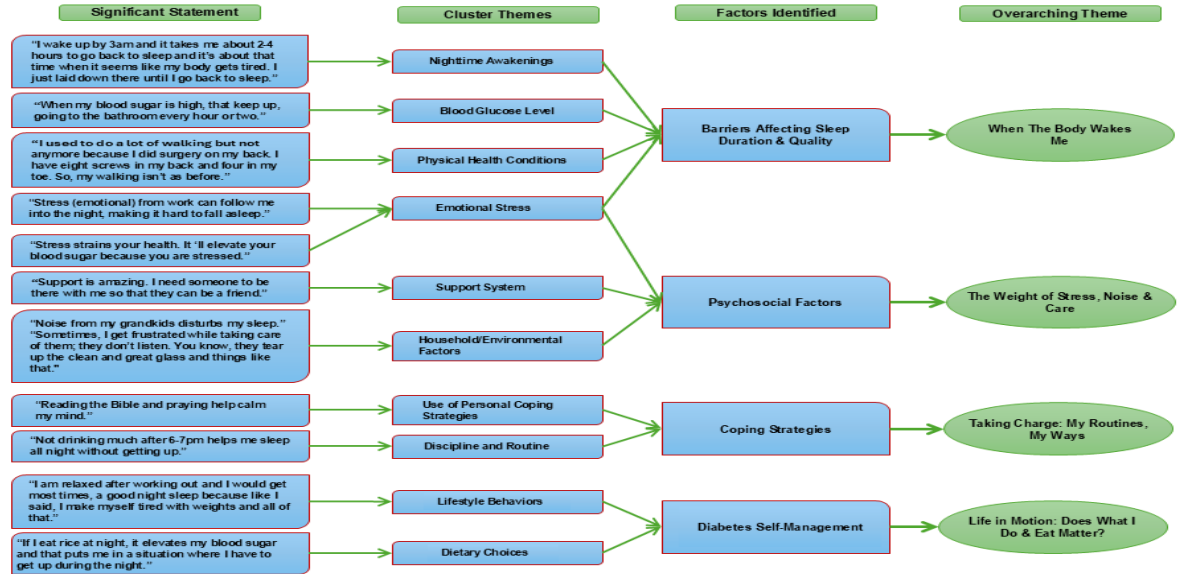 Significant Statement
Cluster Themes
Factors Identified
Overarching Theme
“I wake up by 3am and it takes me about 2-4
hours to go back to sleep and it’s about that
time when it seems like my body gets tired. I
just laid down there until I go back to sleep.”
Nighttime Awakenings
“When my blood sugar is high, that keep up,
going to the bathroom every hour or two.”
Blood Glucose Level
“I used to do a lot of walking but not
anymore because I did surgery on my back. I
have eight screws in my back and four in my
toe. So, my walking isn’t as before.”
Physical Health Conditions
Barriers Affecting Sleep
Duration & Quality
When The Body Wakes
Me
“Stress (emotional) from work can follow me
into the night, making it hard to fall asleep.”
Emotional Stress
“Stress strains your health. It ‘ll elevate your
blood sugar because you are stressed.”
“Support is amazing. I need someone to be
there with me so that they can be a friend.”
Support System
“Noise from my grandkids disturbs my sleep.”
“Sometimes, I get frustrated while taking care
of them; they don’t listen. You know, they tear
up the clean and great glass and things like
that."
Household/Environmental
Factors
Psychosocial Factors
The Weight of Stress, Noise &
Care
“Reading the Bible and praying help calm
my mind.”
Use of Personal Coping
Strategies
“Not drinking much after 6-7pm helps me sleep
all night without getting up.”
Discipline and Routine
Coping Strategies
Taking Charge: My Routines,
My Ways
“I am relaxed after working out and I would get
most times, a good night sleep because like I
said, I make myself tired with weights and all of
that.”
Lifestyle Behaviors
“If I eat rice at night, it elevates my blood sugar
and that puts me in a situation where I have to
get up during the night.”
Dietary Choices
Diabetes Self-Management
Life in Motion: Does What I
Do & Eat Matter?